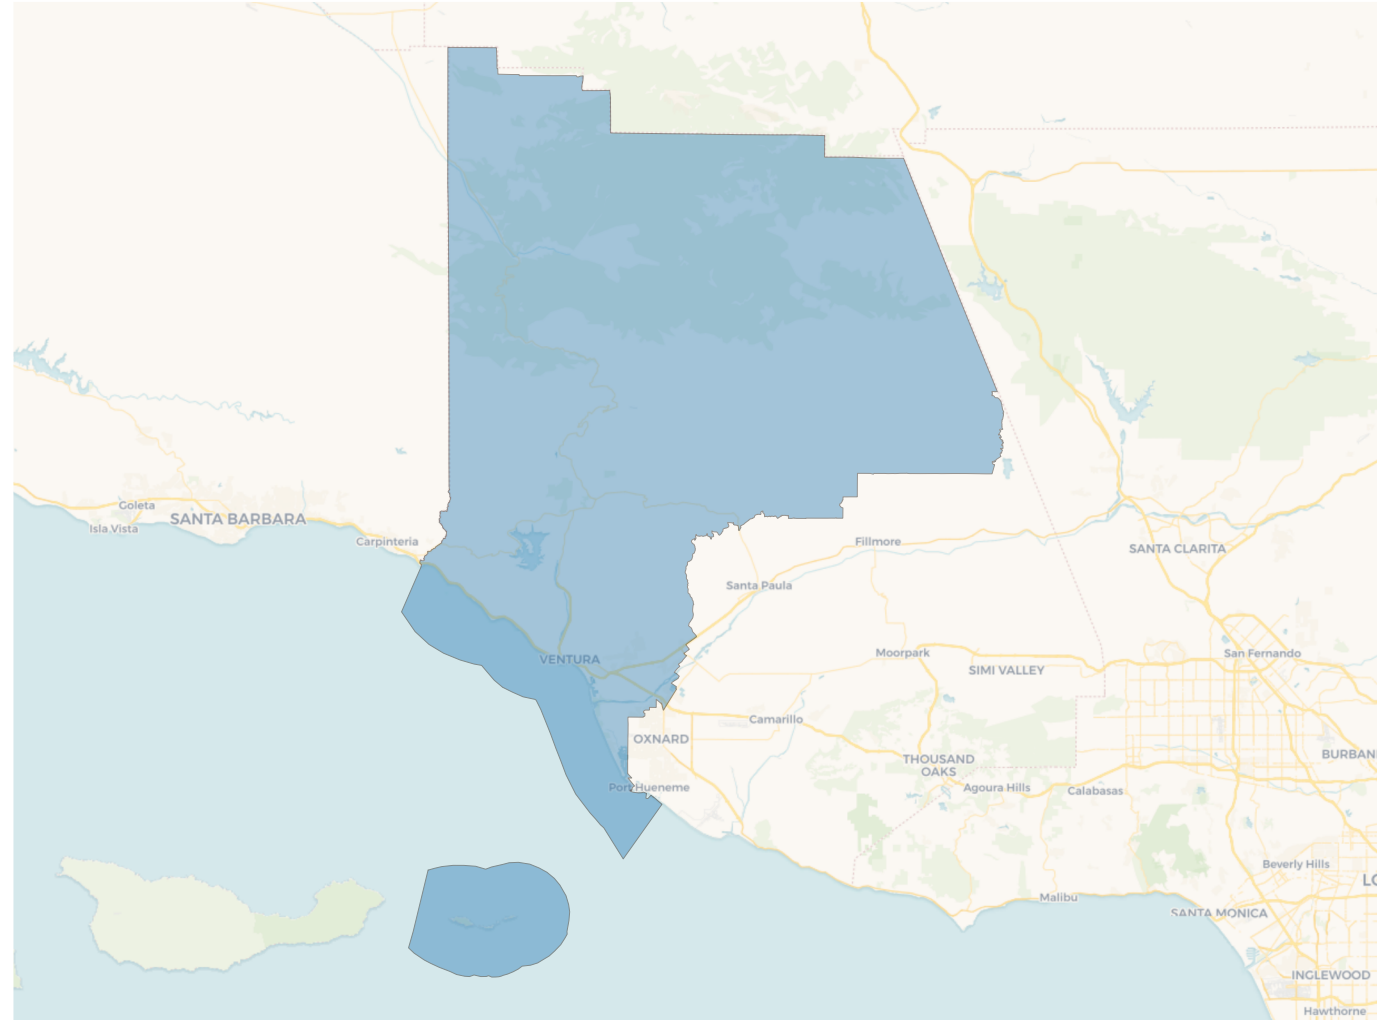 Goleta
Isla Vista
SANTA BARBARA
Carpinteria
Fillmore
SANTA CLARITA
Santa Paula
VENTURA
Moorpark
SIMI VALLEY
San Fernando
Camarillo
OXNARD
THOUSAND
OAKS
BURBAN
Port Hueneme
Agoura Hills
Calabasas
Beverly Hills
LO
Malibu
SANTA MONICA
INGLEWOOD
Hawthorne